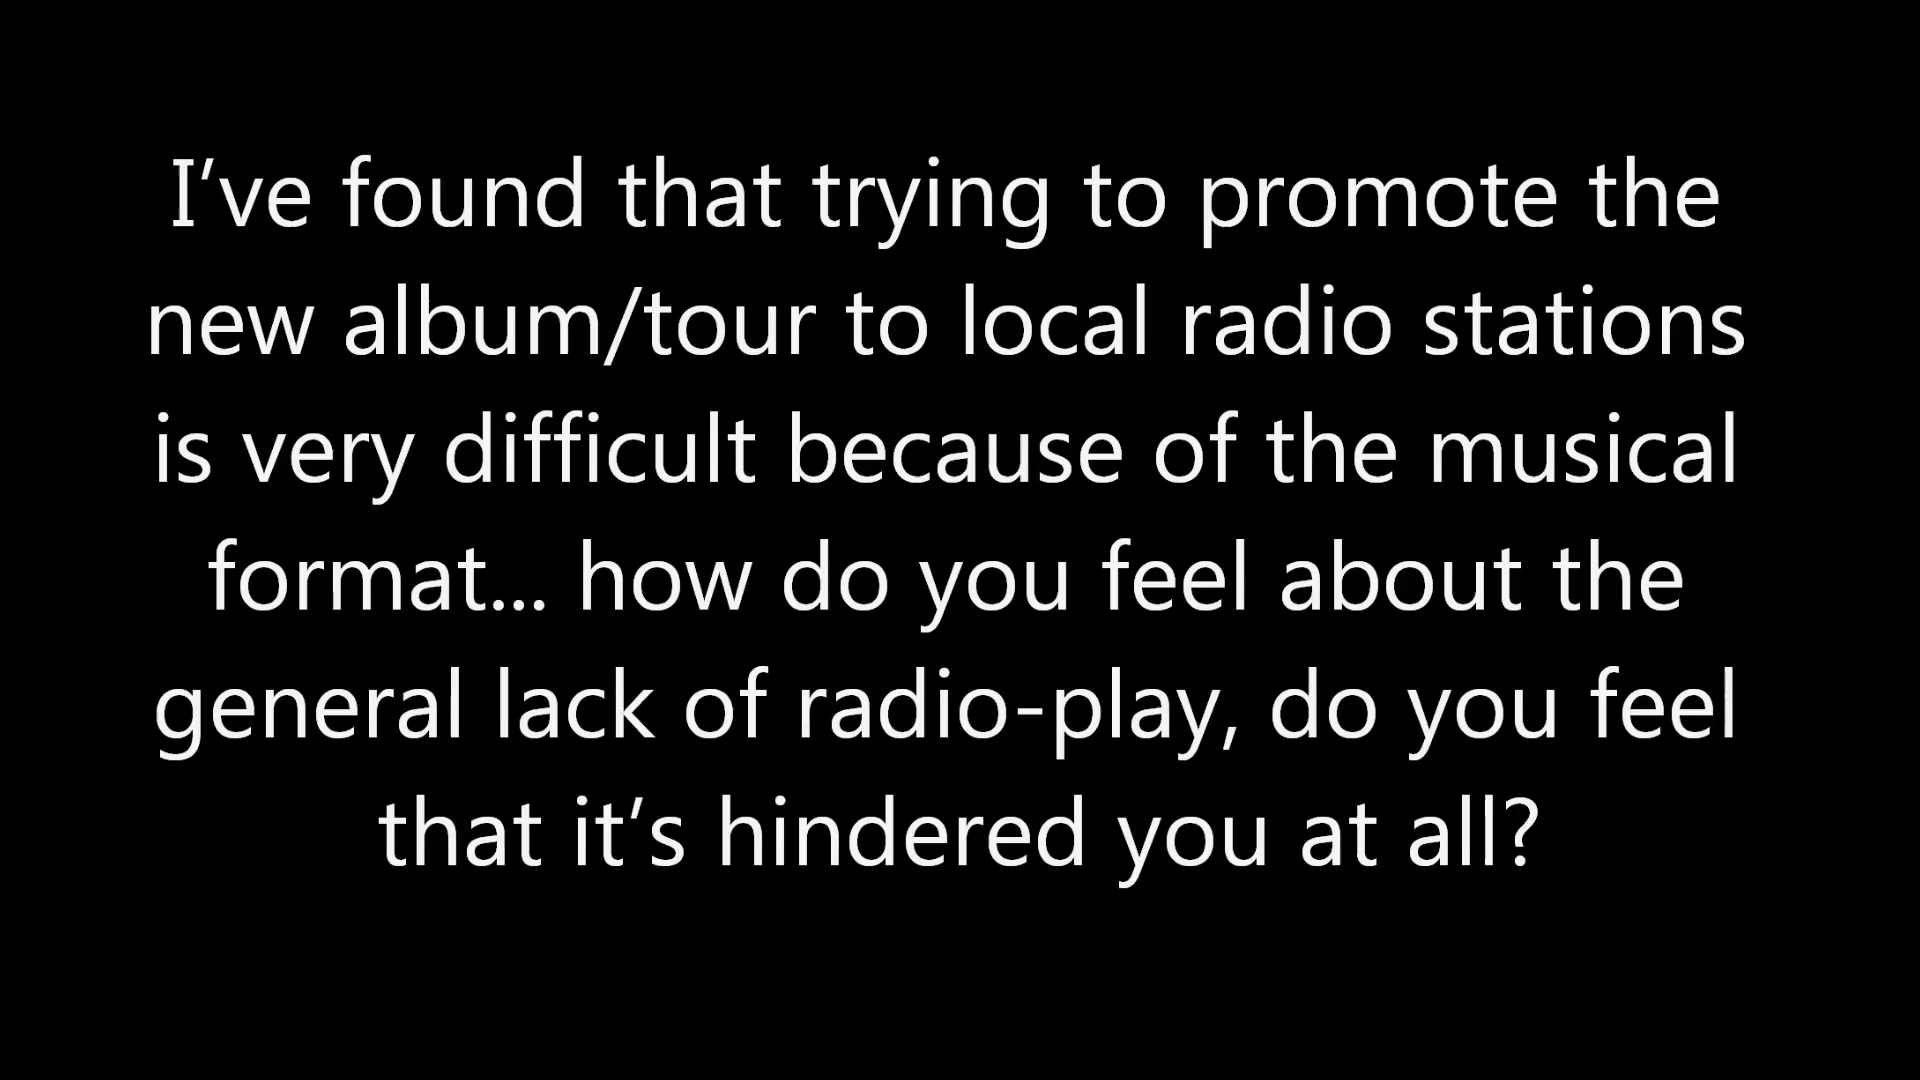 I’ve found that trying to promote the
new album/tour to local radio stations
is very difficult because of the musical
format... how do you feel about the
general lack of radio-play, do you feel
that it’s hindered you at all?